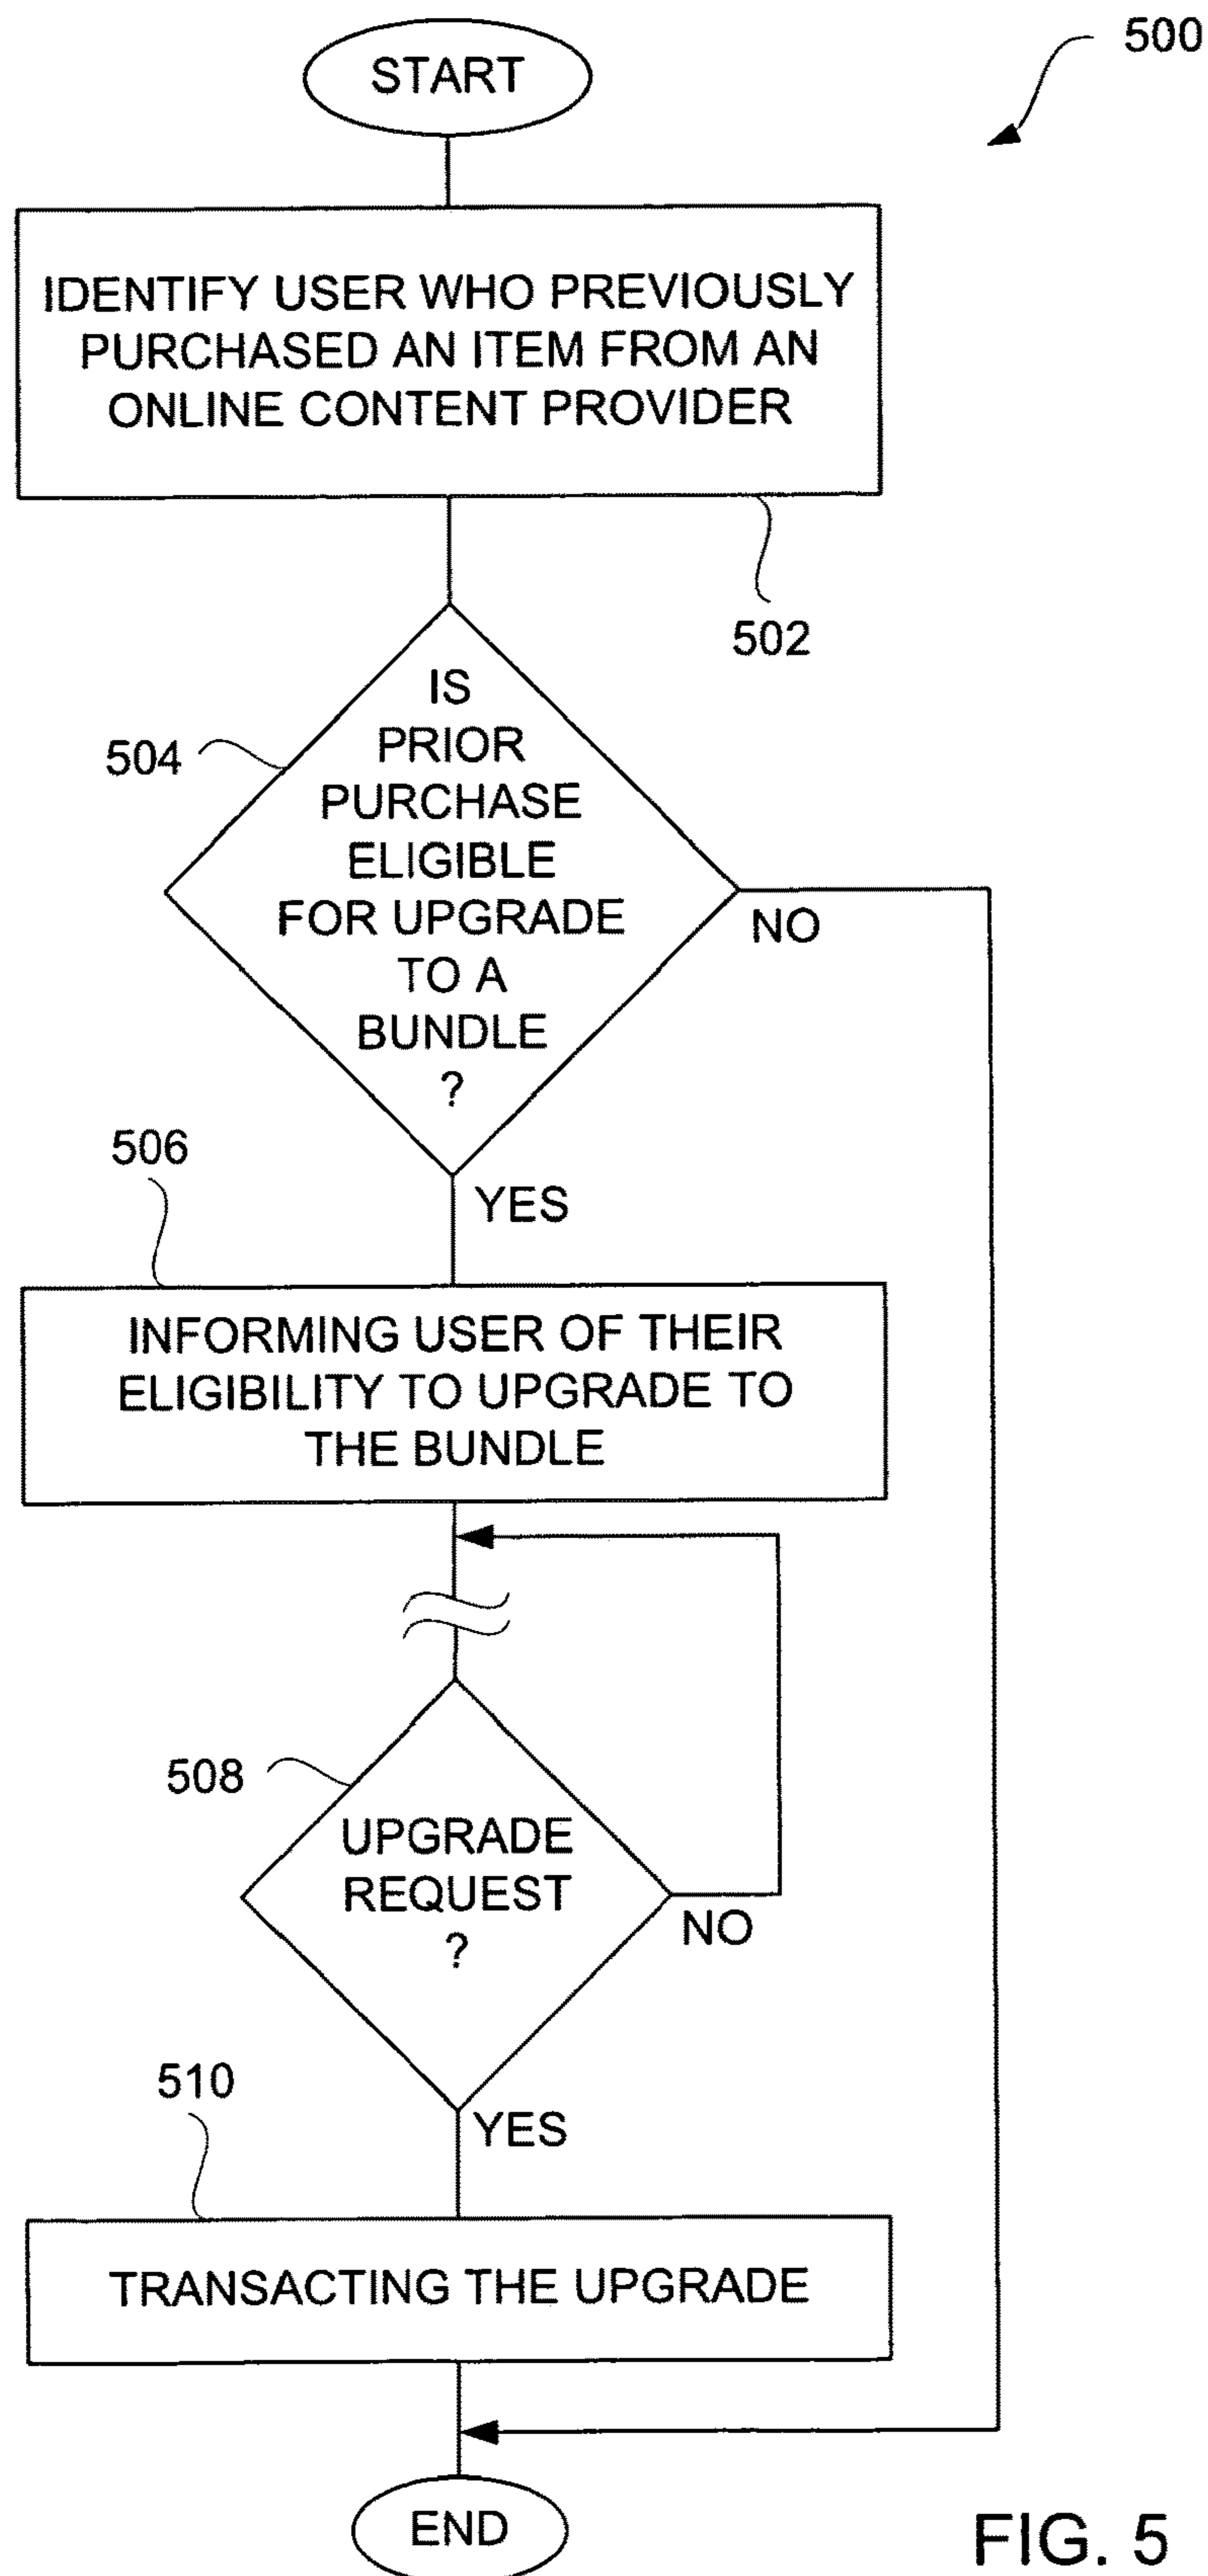 500
START
IDENTIFY USER WHO PREVIOUSLY
PURCHASED AN ITEM FROM AN
ONLINE CONTENT PROVIDER
502
504
IS
PRIOR
PURCHASE
ELIGIBLE
FOR UPGRADE
TO A
BUNDLE
?
NO
506
YES
INFORMING USER OF THEIR
ELIGIBILITY TO UPGRADE TO
THE BUNDLE
508
UPGRADE
REQUEST
?
NO
510
YES
TRANSACTING THE UPGRADE
END
FIG. 5